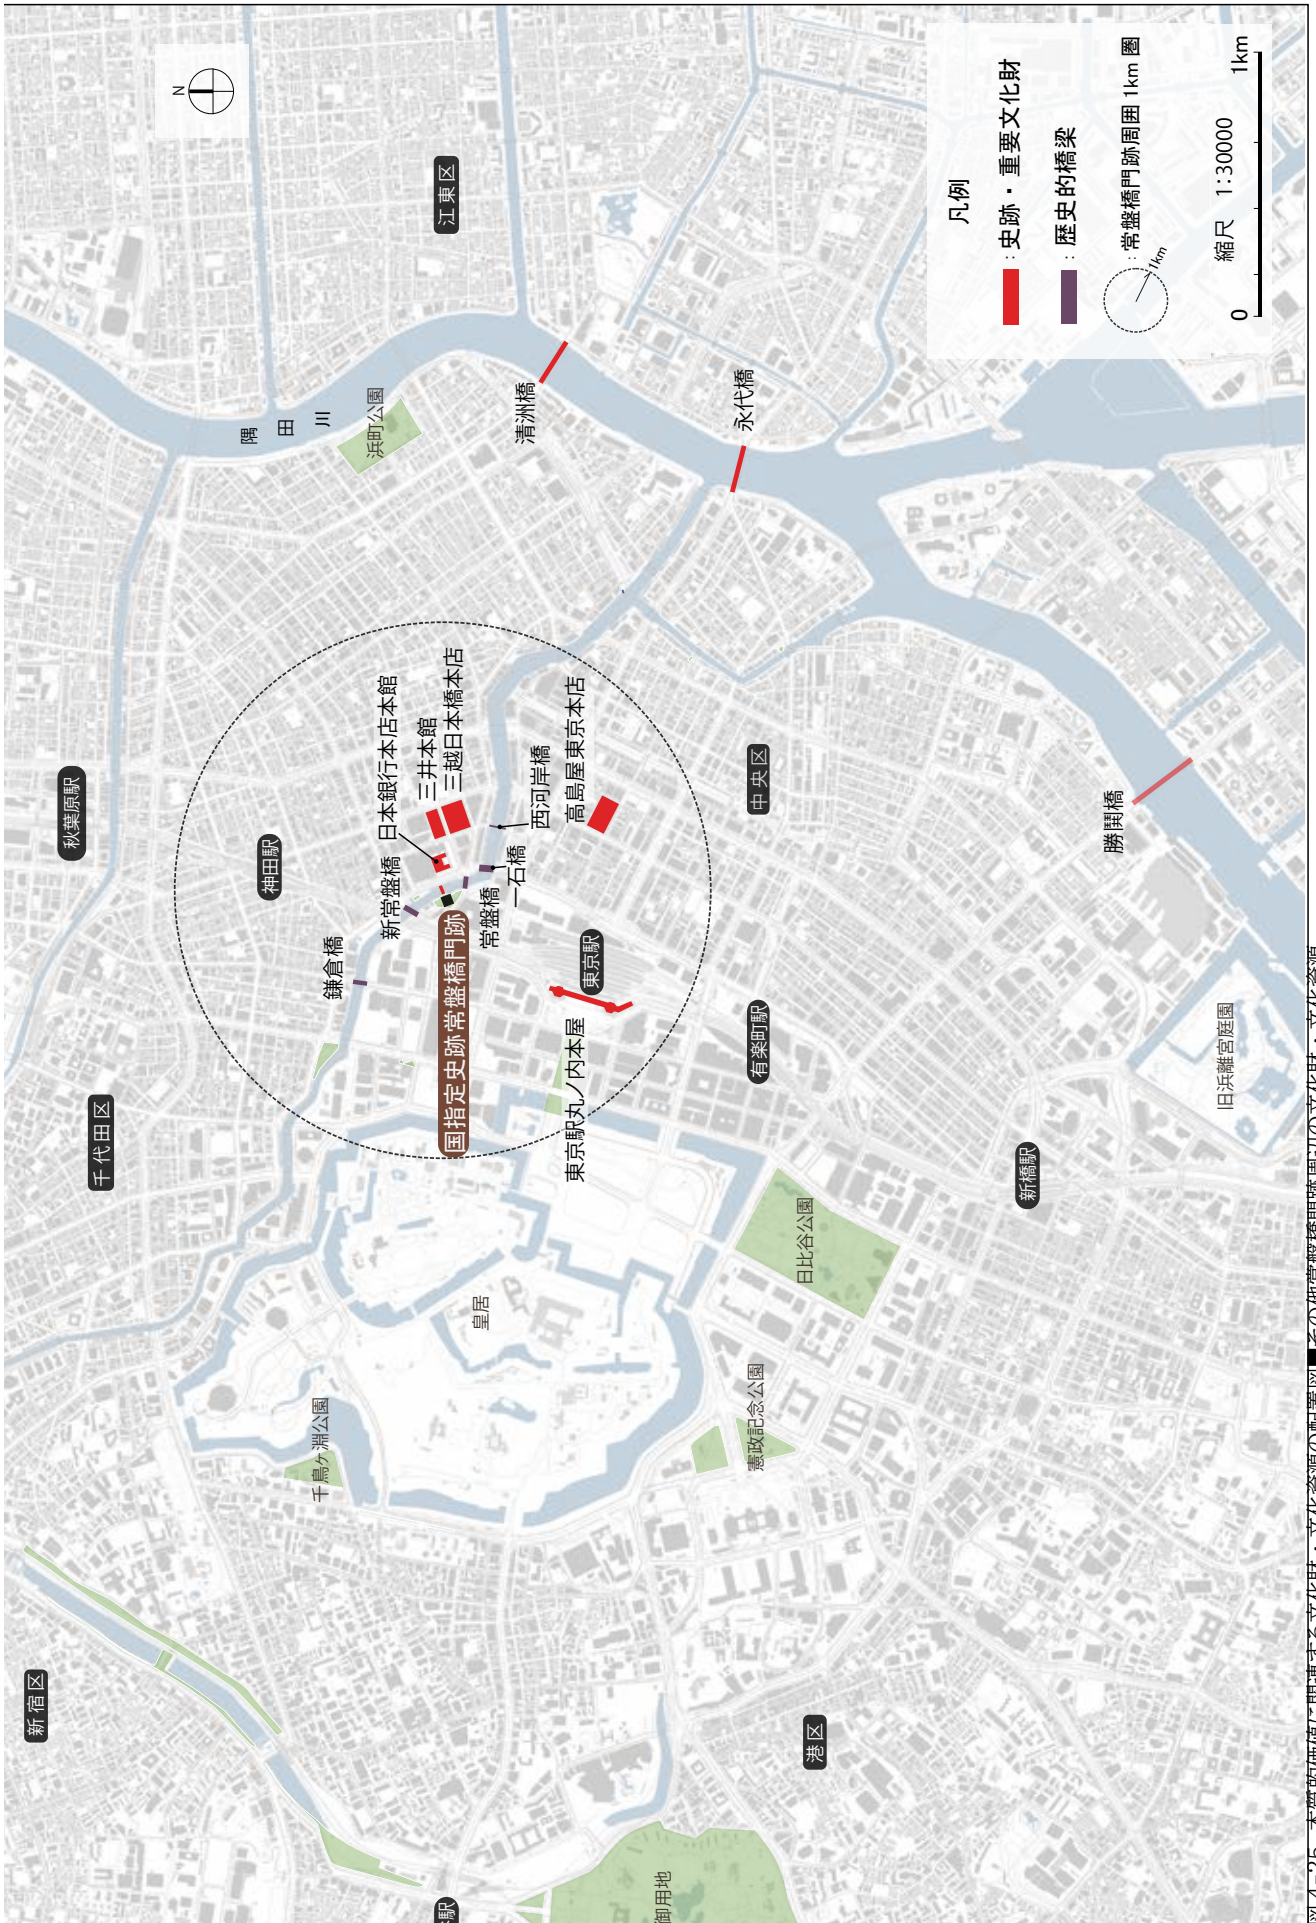 N
凡例
: 史跡・重要文化財
: 歴史的橋梁
: 常盤橋門跡周囲 1km 圏
1km
縮尺 1:30000
0
1km
江東区
隅田川
浜町公園
清洲橋
永代橋
秋葉原駅
神田駅
日本銀行本店本館
三井本館
三越日本橋本店
新常盤橋
西河岸橋
高島屋東京本店
中央区
勝鬨橋
鎌倉橋
常盤橋
一石橋
国指定史跡常盤橋門跡
東京駅
東京駅丸ノ内本屋
有楽町駅
旧浜離宮庭園
千代田区
新橋駅
日比谷公園
皇居
千鳥ヶ淵公園
憲政記念公園
新宿区
港区
駅
御用地